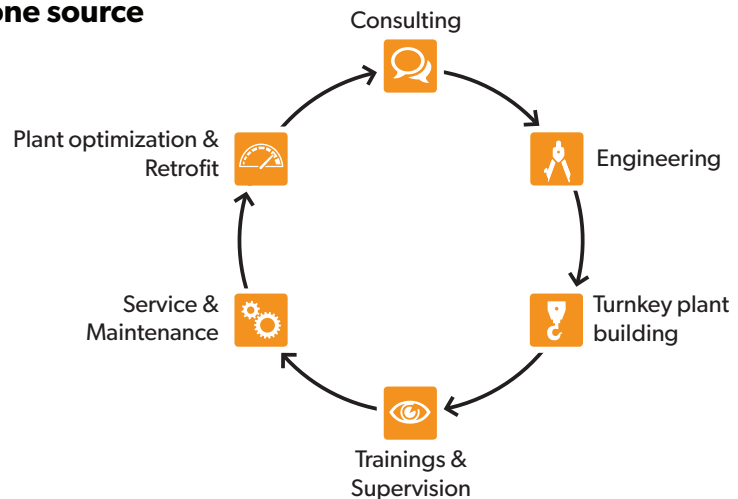 one source
Consulting
Engineering
Turnkey plant
building
Trainings &
Supervision
Service &
Maintenance
Plant optimization &
Retrofit